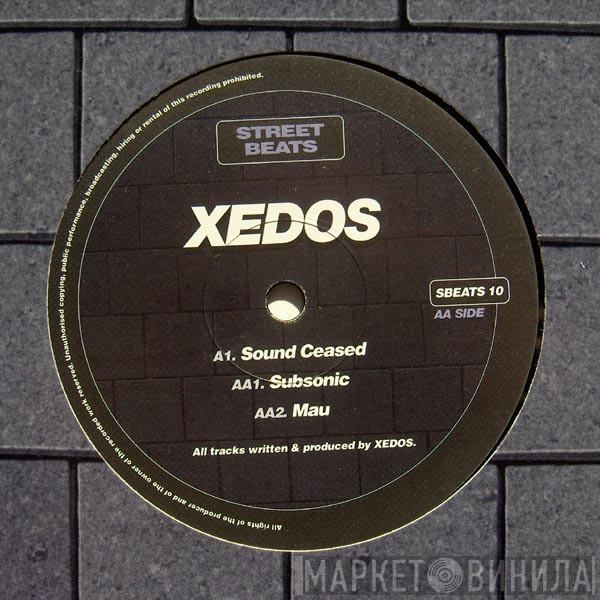 STREET
BEATS
XEDOS
SBEATS 10
AA SIDE
A1. Sound Ceased
AA1. Subsonic
AA2. Mau
All tracks written & produced by XEDOS.
All rights of the producer and of the owner of the recorded work reserved. Unauthorised copying, public performance, broadcasting, hiring or rental of this recording prohibited.
МАРКЕТ ВИНИЛА